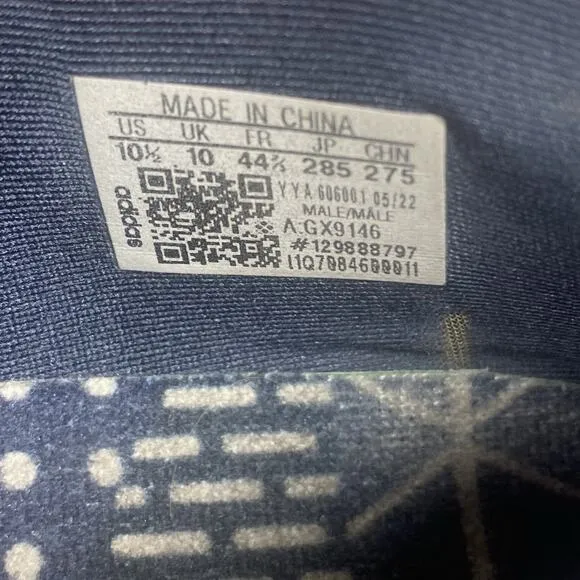 MADE IN CHINA
US UK FR JP CHN
10½ 10 44⅔ 285 275
adidas
YYA 606001 05/22
MALE/MÂLE
A.GX9146
#129888797
I1Q7084600011